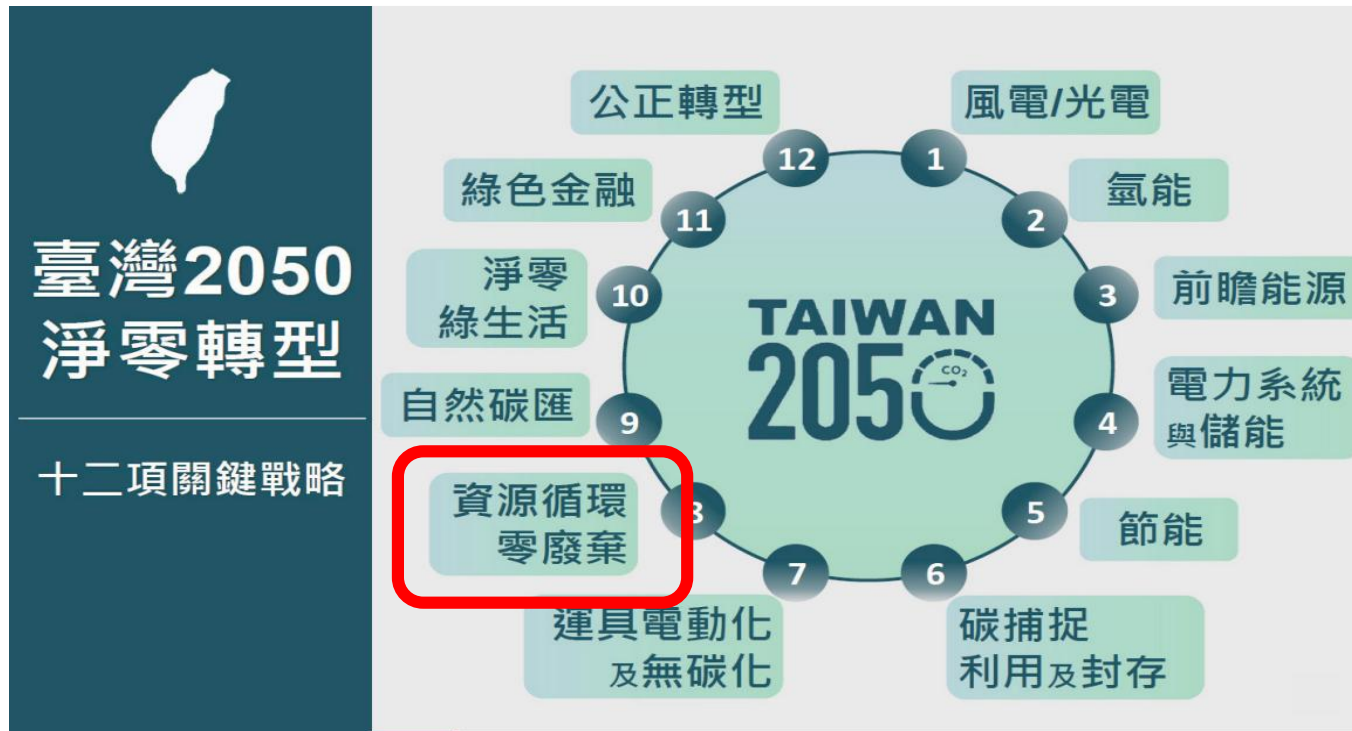 臺灣2050
淨零轉型
十二項關鍵戰略
TAIWAN
2050
CO₂
1
風電/光電
2
氫能
3
前瞻能源
4
電力系統
與儲能
5
節能
6
碳捕捉
利用及封存
7
運具電動化
及無碳化
8
資源循環
零廢棄
9
自然碳匯
10
淨零
綠生活
11
綠色金融
12
公正轉型